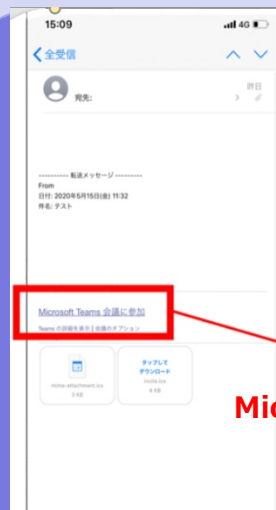 15:09
4G
全受信
宛先:
昨日
---------- 転送メッセージ ----------
From
日付: 2020年5月15日(金) 11:32
件名: テスト
Microsoft Teams 会議に参加
Teams の詳細を表示 | 会議のオプション
mime-attachment.ics
3 KB
タップして
ダウンロード
invite.ics
4 KB
Mic